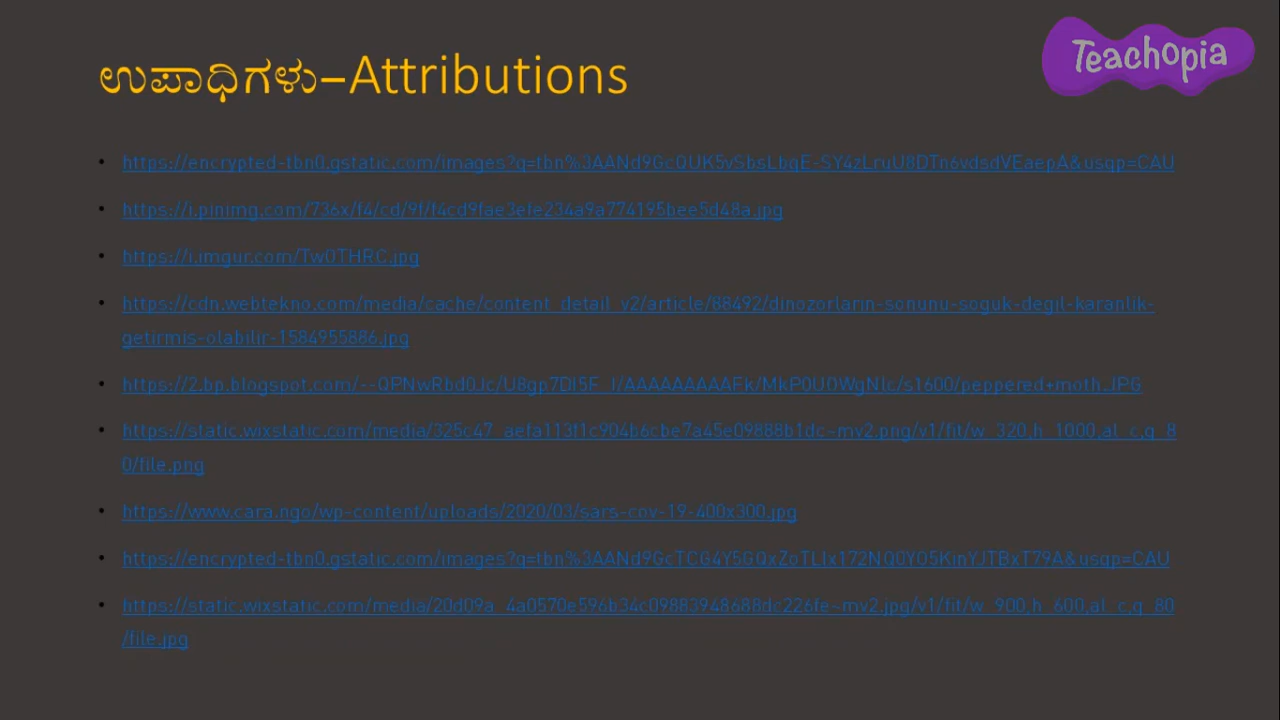 ಉಪಾಧಿಗಳು–Attributions
Teachopia
• https://encrypted-tbn0.gstatic.com/images?q=tbn%3AANd9GcQUK5vSbsLbqE-SY4zLruU8DTn6vdsdVEaepA&usqp=CAU
• https://i.pinimg.com/736x/f4/cd/9f/f4cd9fae3efe234a9a774195bee5d48a.jpg
• https://i.imgur.com/Tw0THRC.jpg
• https://cdn.webtekno.com/media/cache/content_detail_v2/article/88492/dinozorlarin-sonunu-soguk-degil-karanlik-
getirmis-olabilir-1584955886.jpg
• https://2.bp.blogspot.com/--QPNwRbd0Jc/U8gp7DI5F_I/AAAAAAAAAFk/MkP0UOWgNlc/s1600/peppered+moth_.JPG
• https://static.wixstatic.com/media/325c47_aefa113f1c904b6cbe7a45e09888b1dc~mv2.png/v1/fit/w_320,h_1000,al_c,q_8
0/file.png
• https://www.cara.ngo/wp-content/uploads/2020/03/sars-cov-19-400x300.jpg
• https://encrypted-tbn0.gstatic.com/images?q=tbn%3AANd9GcTCG4Y5GQxZoTLIx172NQ0YO5KinYJTBxT79A&usqp=CAU
• https://static.wixstatic.com/media/20d09a_4a0570e596b34c09883948688dc226fe~mv2.jpg/v1/fit/w_900,h_600,al_c,q_80
/file.jpg